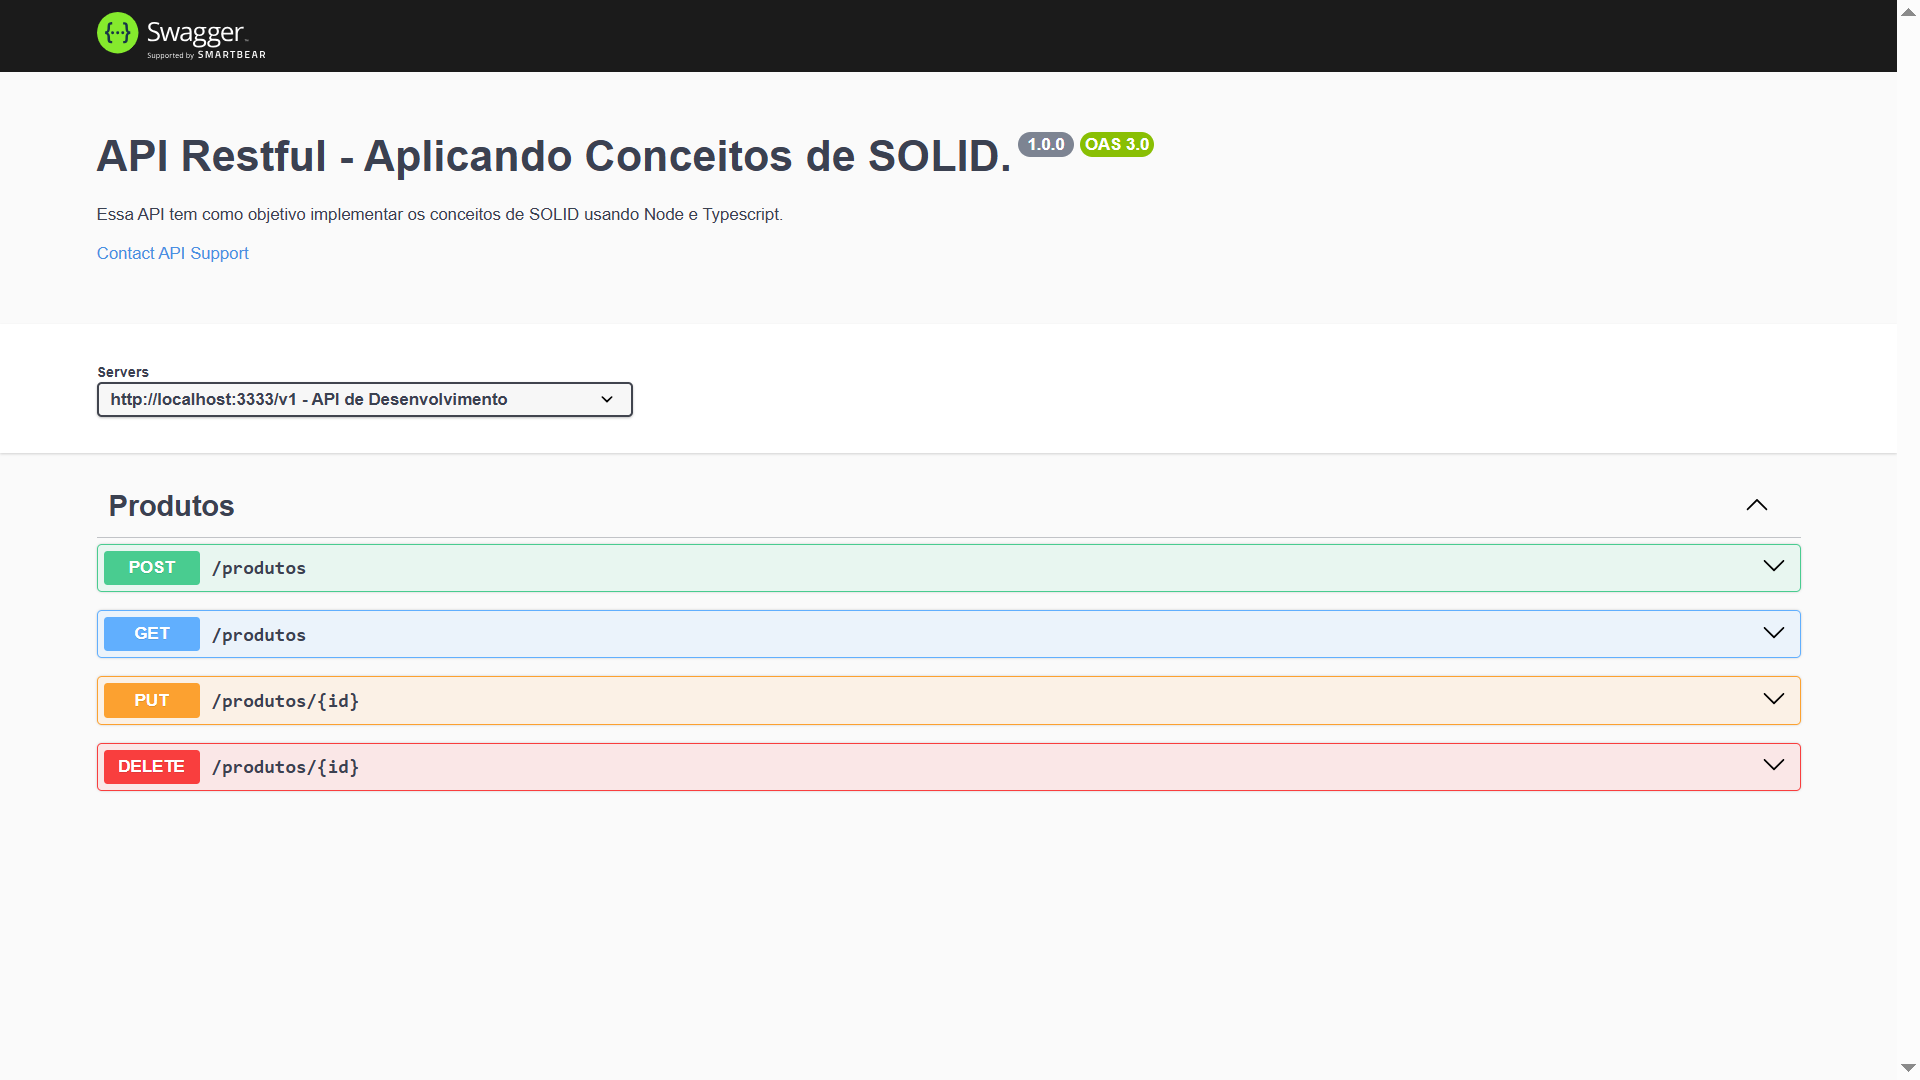 Swagger
Supported by SMARTBEAR
API Restful - Aplicando Conceitos de SOLID. 1.0.0 OAS 3.0
Essa API tem como objetivo implementar os conceitos de SOLID usando Node e Typescript.
Contact API Support
Servers
http://localhost:3333/v1 - API de Desenvolvimento
Produtos
POST /produtos
GET /produtos
PUT /produtos/{id}
DELETE /produtos/{id}